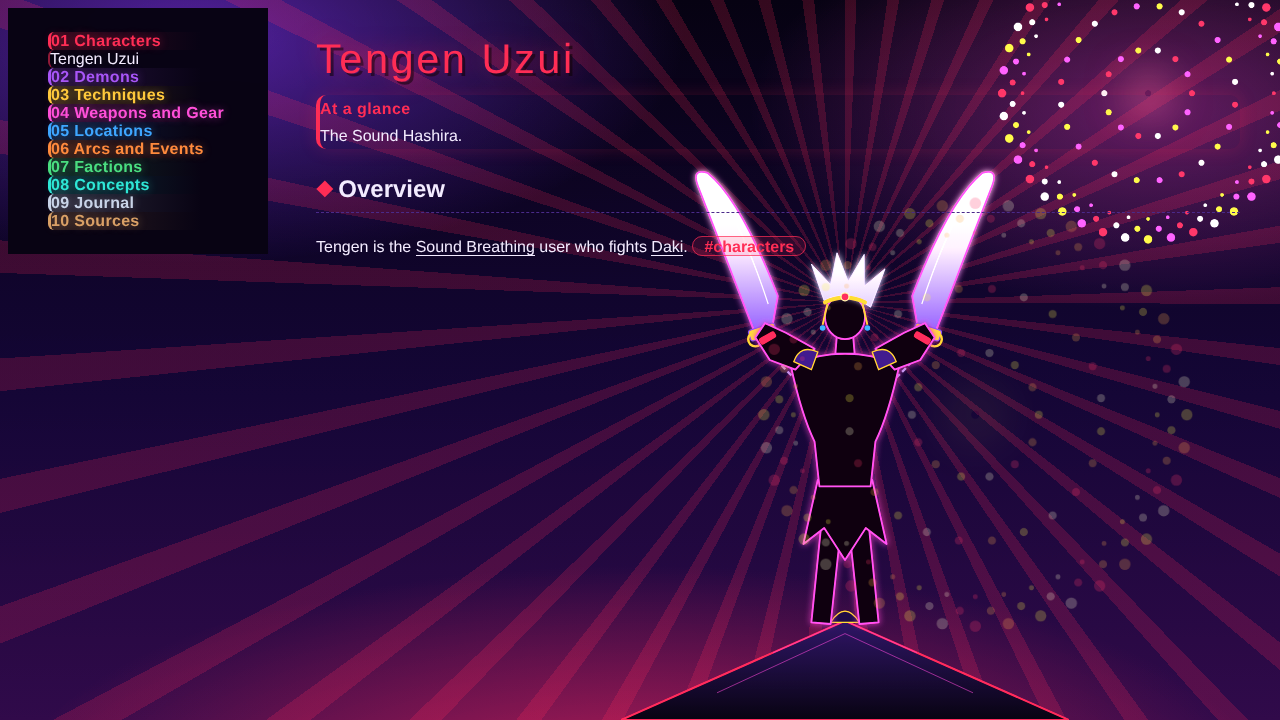 01 Characters
Tengen Uzui
02 Demons
03 Techniques
04 Weapons and Gear
05 Locations
06 Arcs and Events
07 Factions
08 Concepts
09 Journal
10 Sources
Tengen Uzui
At a glance
The Sound Hashira.
Overview
Tengen is the Sound Breathing user who fights Daki. #characters